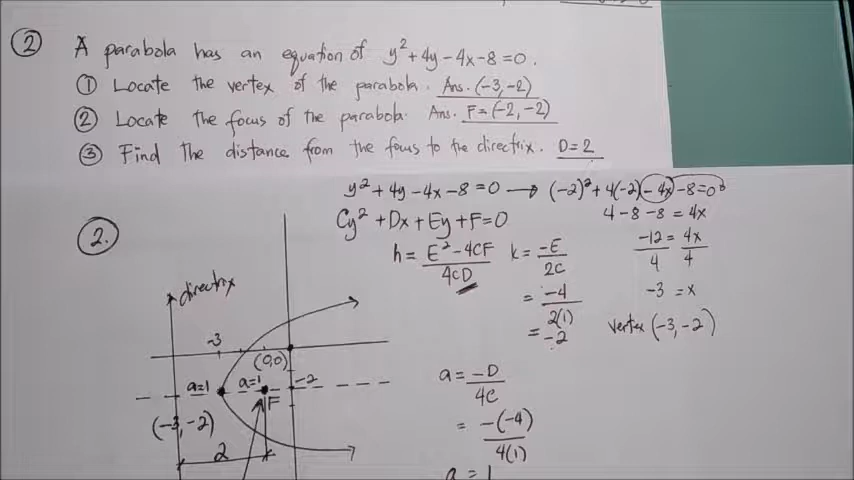 ② A parabola has an equation of y² + 4y - 4x - 8 = 0.
① Locate the vertex of the parabola. Ans. (-3, -2)
② Locate the focus of the parabola. Ans. F = (-2, -2)
③ Find the distance from the focus to the directrix. D = 2
y² + 4y - 4x - 8 = 0 → (-2)² + 4(-2) - 4x - 8 = 0
Cy² + Dx + Ey + F = 0
4 - 8 - 8 = 4x
2.
h = E² - 4CF / 4CD
k = -E / 2C
-12 / 4 = 4x / 4
= -4 / 2(1)
-3 = x
= -2
vertex (-3, -2)
directrix
-3
(0,0)
a=1
a=1
-2
F
(-3, -2)
2
a = -D / 4C
= -(-4) / 4(1)
a = 1